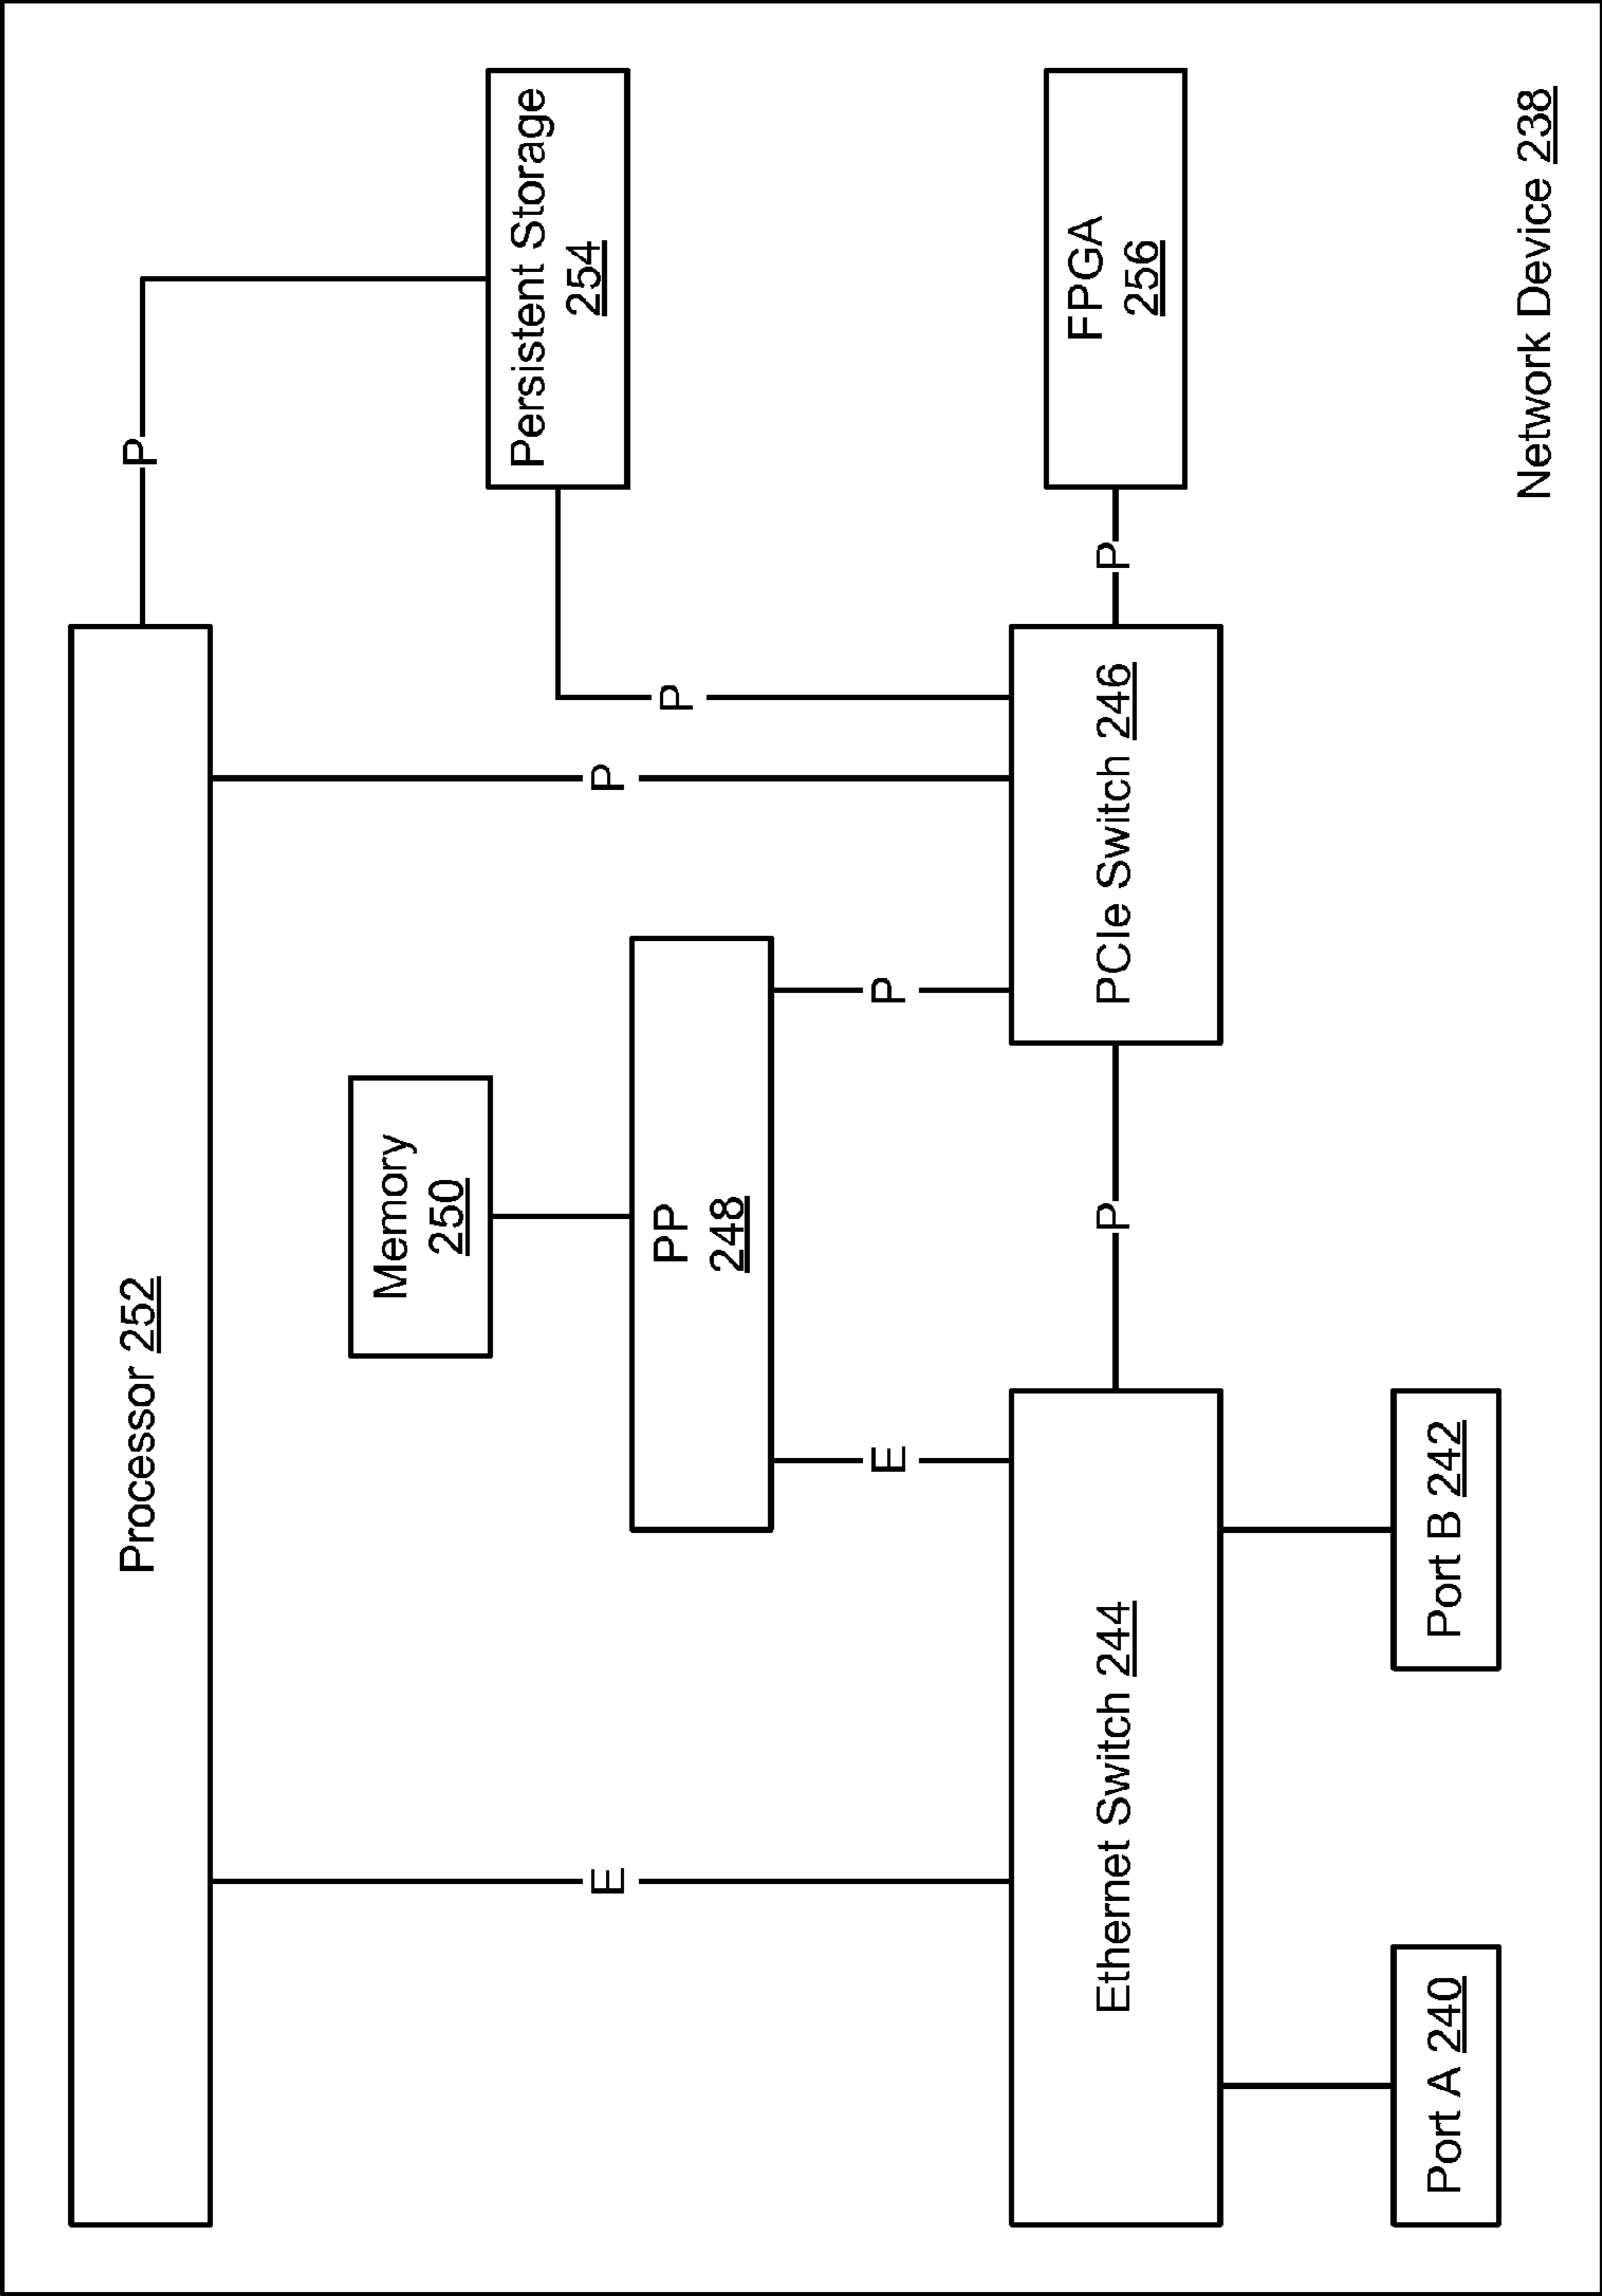 Processor 252
P
Memory
250
Persistent Storage
254
E
P
P
PP
248
E
P
Ethernet Switch 244
P
PCIe Switch 246
P
FPGA
256
Port A 240
Port B 242
Network Device 238